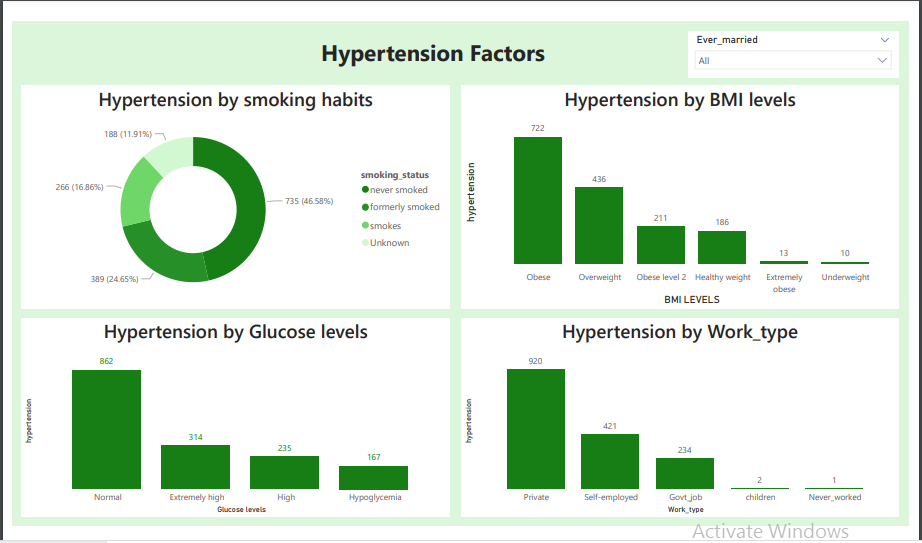 Hypertension Factors
Ever_married
All
Hypertension by smoking habits
188 (11.91%)
266 (16.86%)
735 (46.58%)
389 (24.65%)
smoking_status
never smoked
formerly smoked
smokes
Unknown
Hypertension by BMI levels
hypertension
722
436
211
186
13
10
Obese
Overweight
Obese level 2
Healthy weight
Extremely
obese
Underweight
BMI LEVELS
Hypertension by Glucose levels
hypertension
862
314
235
167
Normal
Extremely high
High
Hypoglycemia
Glucose levels
Hypertension by Work_type
hypertension
920
421
234
2
1
Private
Self-employed
Govt_job
children
Never_worked
Work_type
Activate Windows